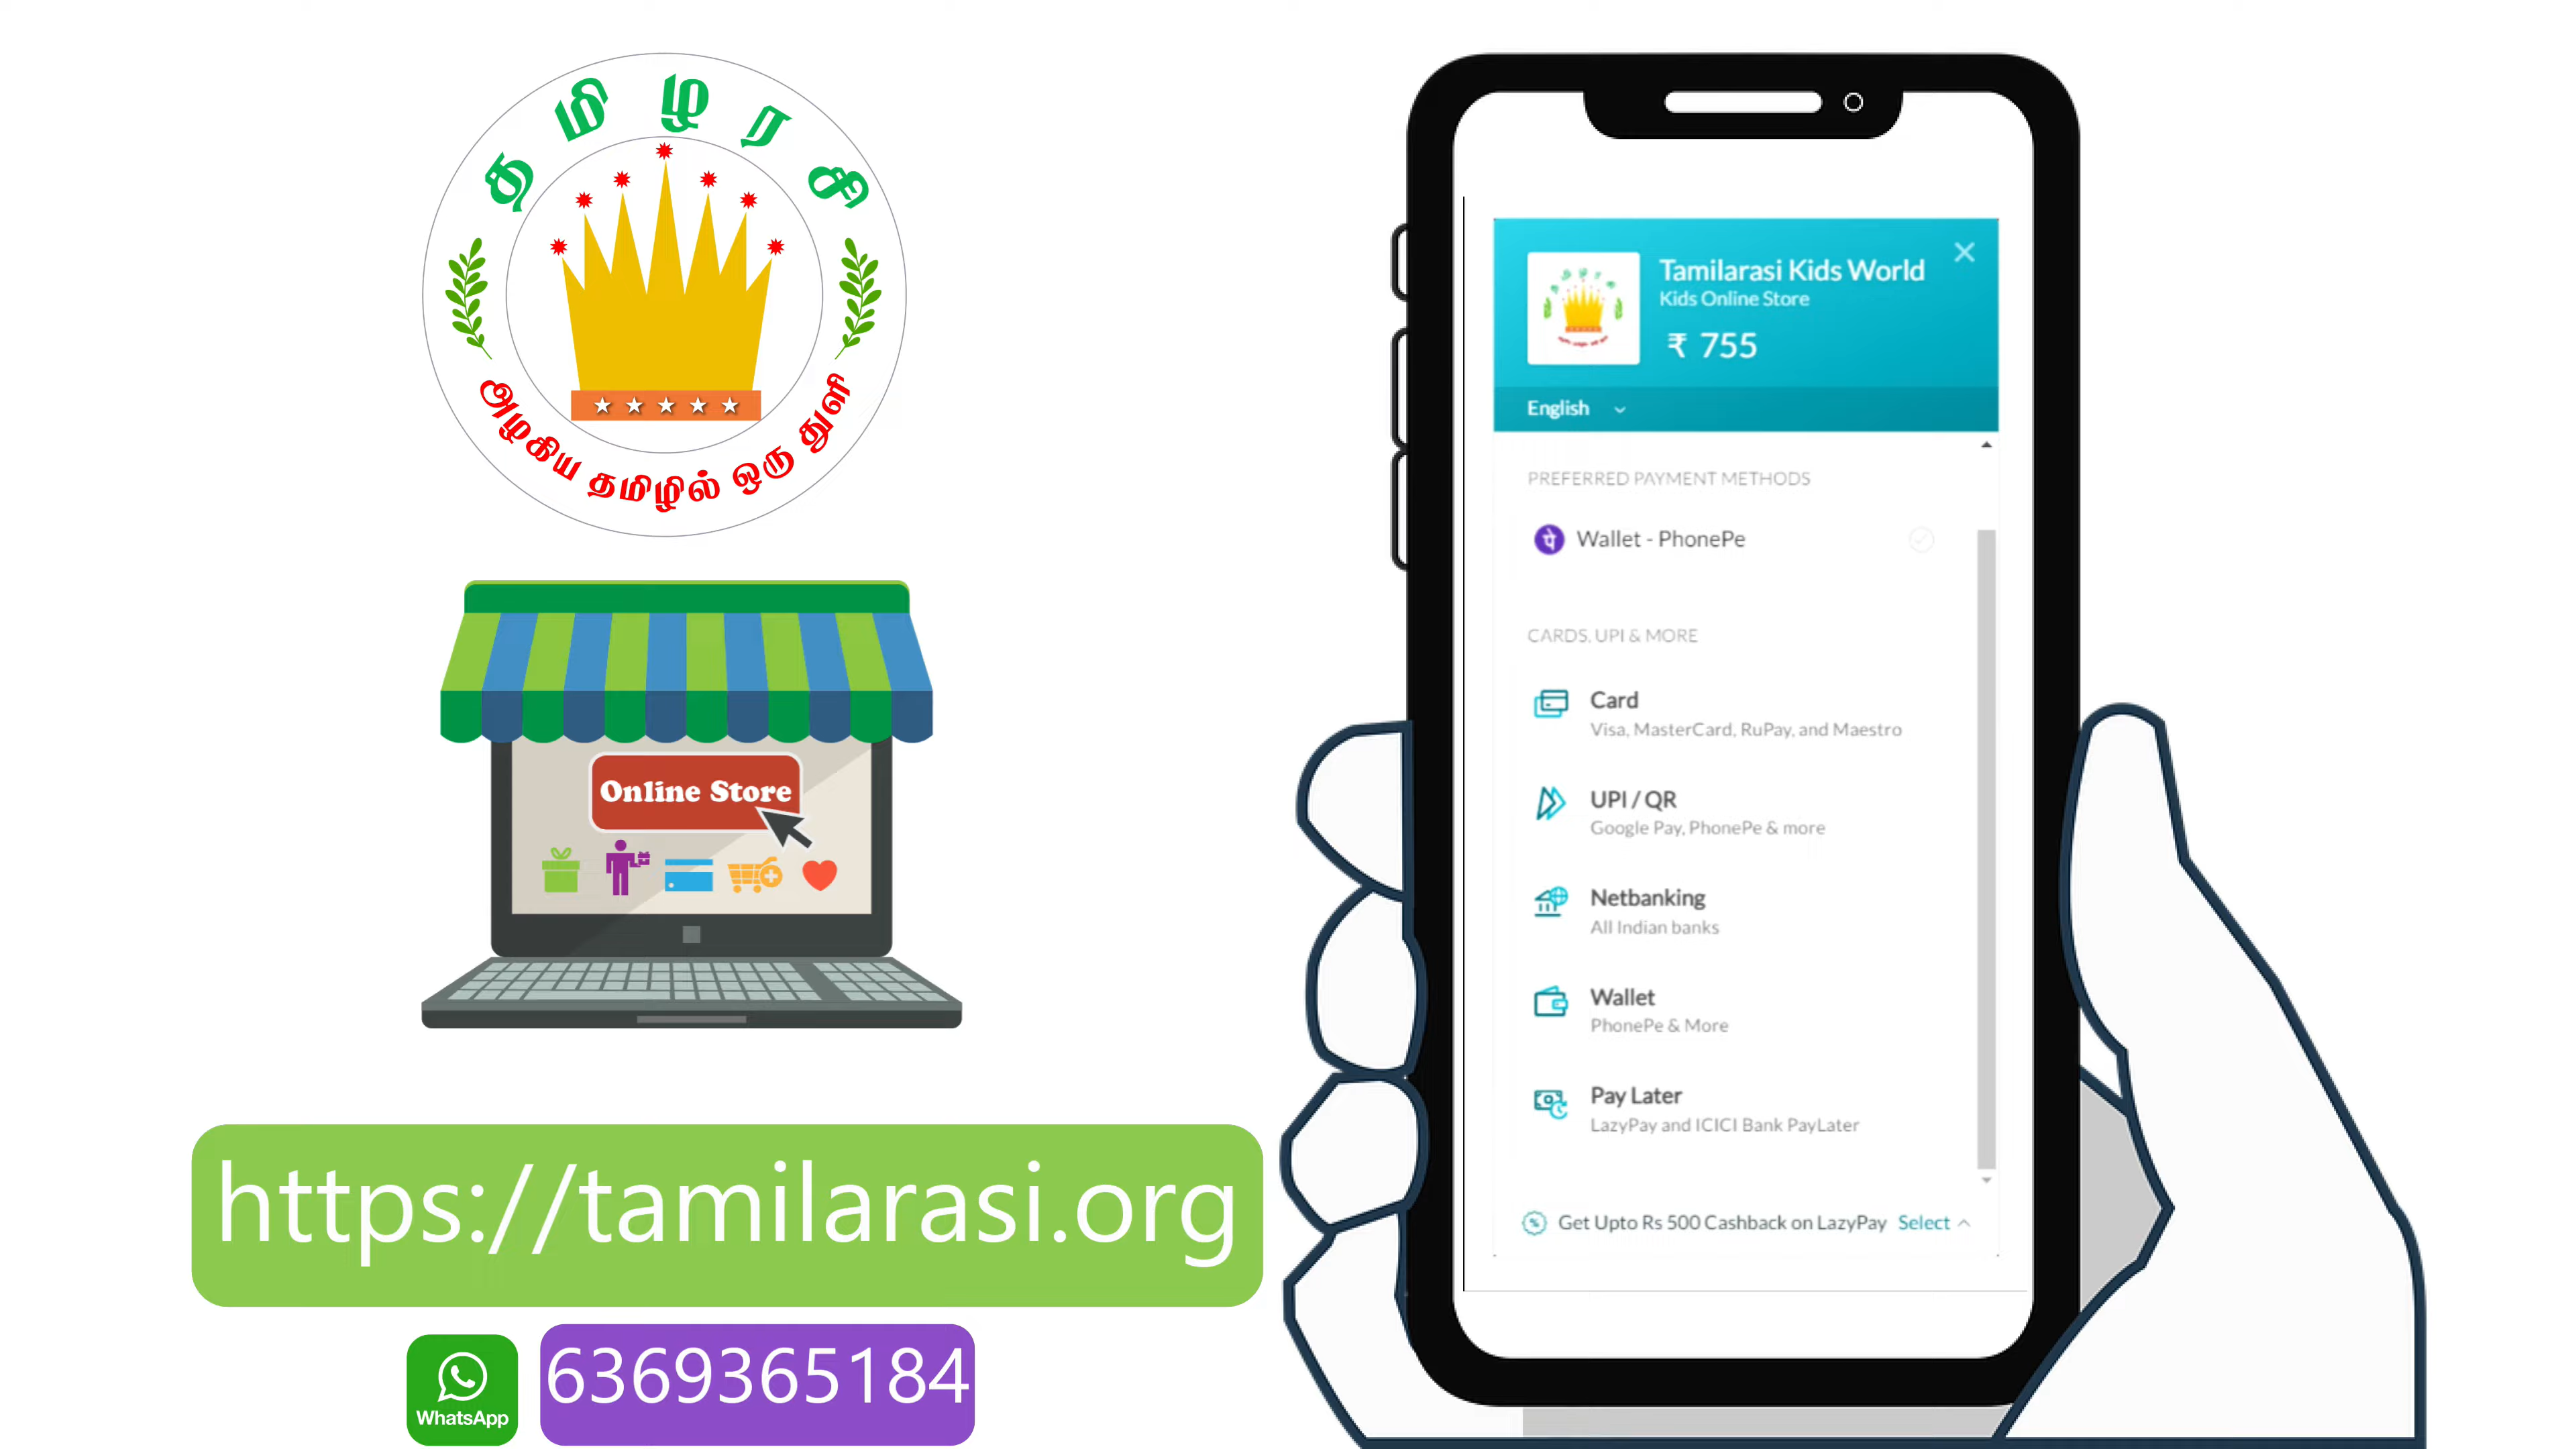 தமிழரசி
அழகிய தமிழில் ஒரு துளி
Online Store
https://tamilarasi.org
WhatsApp
6369365184
Tamilarasi Kids World
Kids Online Store
₹ 755
English
PREFERRED PAYMENT METHODS
பे Wallet - PhonePe
CARDS, UPI & MORE
Card
Visa, MasterCard, RuPay, and Maestro
UPI / QR
Google Pay, PhonePe & more
Netbanking
All Indian banks
Wallet
PhonePe & More
Pay Later
LazyPay and ICICI Bank PayLater
Get Upto Rs 500 Cashback on LazyPay Select